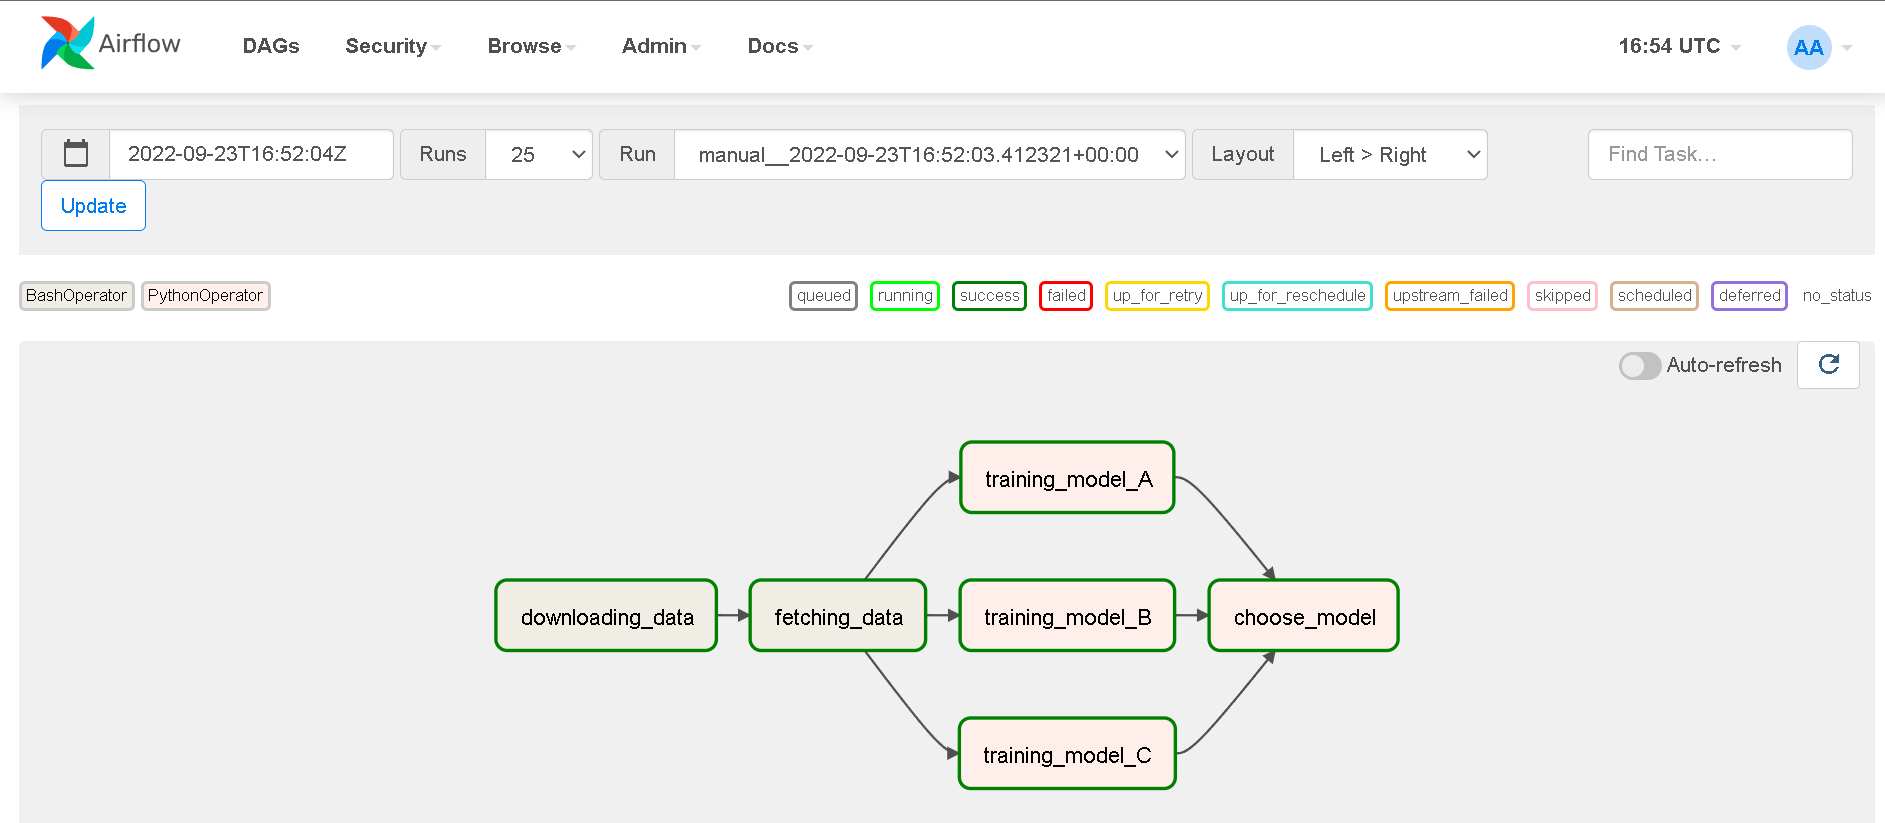 Airflow DAGs Security Browse Admin Docs 16:54 UTC AA
2022-09-23T16:52:04Z Runs 25 Run manual__2022-09-23T16:52:03.412321+00:00 Layout Left > Right Find Task...
Update
BashOperator PythonOperator queued running success failed up_for_retry up_for_reschedule upstream_failed skipped scheduled deferred no_status
Auto-refresh
training_model_A
downloading_data fetching_data training_model_B choose_model
training_model_C